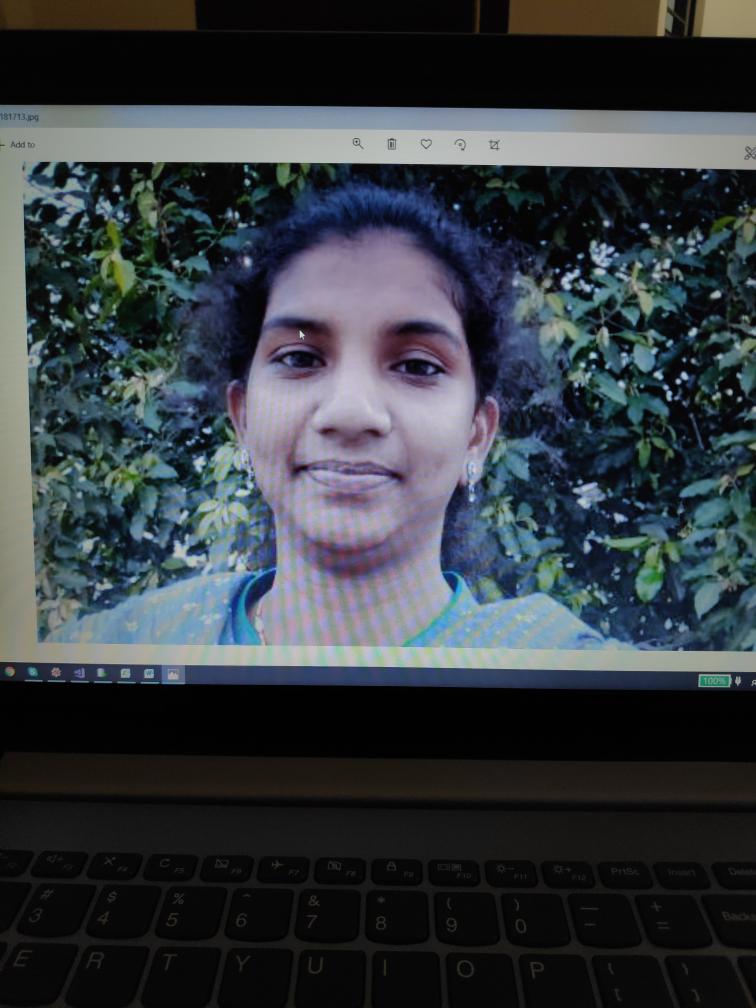 181713.jpg
+ Add to
100%
F4 F5 F6 F7 F8 F9 F10 F11 F12 PrtSc Insert Delete
# $ % ^ & * ( ) — +
3 4 5 6 7 8 9 0 - = Backs
E R T Y U I O P { }
[ ]